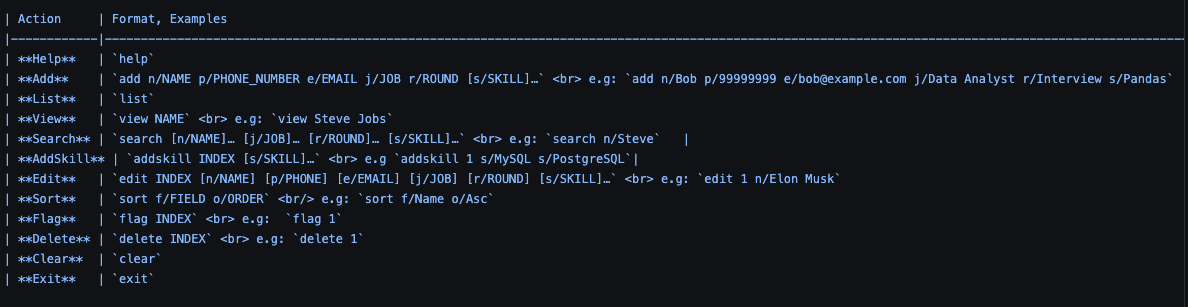 | Action     | Format, Examples
|------------|------------------------------------------------------------------------------------------------------------------------------------------------------
| **Help**   | `help`
| **Add**    | `add n/NAME p/PHONE_NUMBER e/EMAIL j/JOB r/ROUND [s/SKILL]…` <br> e.g: `add n/Bob p/99999999 e/bob@example.com j/Data Analyst r/Interview s/Pandas`
| **List**   | `list`
| **View**   | `view NAME` <br> e.g: `view Steve Jobs`
| **Search** | `search [n/NAME]… [j/JOB]… [r/ROUND]… [s/SKILL]…` <br> e.g: `search n/Steve`   |
| **AddSkill** | `addskill INDEX [s/SKILL]…` <br> e.g `addskill 1 s/MySQL s/PostgreSQL`|
| **Edit**   | `edit INDEX [n/NAME] [p/PHONE] [e/EMAIL] [j/JOB] [r/ROUND] [s/SKILL]…` <br> e.g: `edit 1 n/Elon Musk`
| **Sort**   | `sort f/FIELD o/ORDER` <br/> e.g: `sort f/Name o/Asc`
| **Flag**   | `flag INDEX` <br> e.g:  `flag 1`
| **Delete** | `delete INDEX` <br> e.g: `delete 1`
| **Clear**  | `clear`
| **Exit**   | `exit`